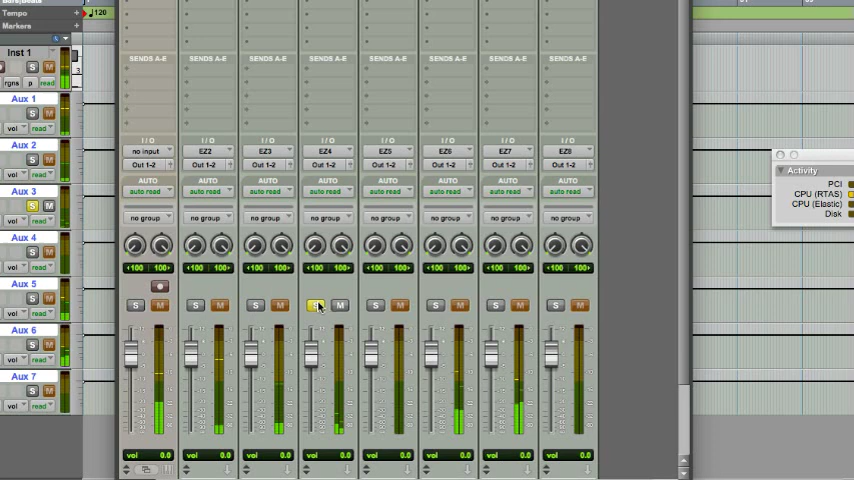 Bars|Beats
Tempo
120
Markers
Inst 1
S M
rgns p read
Aux 1
S M
vol read
Aux 2
S M
vol read
Aux 3
S M
vol read
Aux 4
S M
vol read
Aux 5
S M
vol read
Aux 6
S M
vol read
Aux 7
S M
vol read
SENDS A-E SENDS A-E SENDS A-E SENDS A-E SENDS A-E SENDS A-E SENDS A-E SENDS A-E
I/O I/O I/O I/O I/O I/O I/O I/O
no input EZ2 EZ3 EZ4 EZ5 EZ6 EZ7 EZ8
Out 1-2 Out 1-2 Out 1-2 Out 1-2 Out 1-2 Out 1-2 Out 1-2 Out 1-2
AUTO AUTO AUTO AUTO AUTO AUTO AUTO AUTO
auto read auto read auto read auto read auto read auto read auto read auto read
no group no group no group no group no group no group no group no group
100 100 100 100 100 100 100 100 100 100 100 100 100 100 100 100
S M S M S M S M S M S M S M S M
vol 0.0 vol 0.0 vol 0.0 vol 0.0 vol 0.0 vol 0.0 vol 0.0 vol 0.0
Activity
PCI
CPU (RTAS)
CPU (Elastic)
Disk